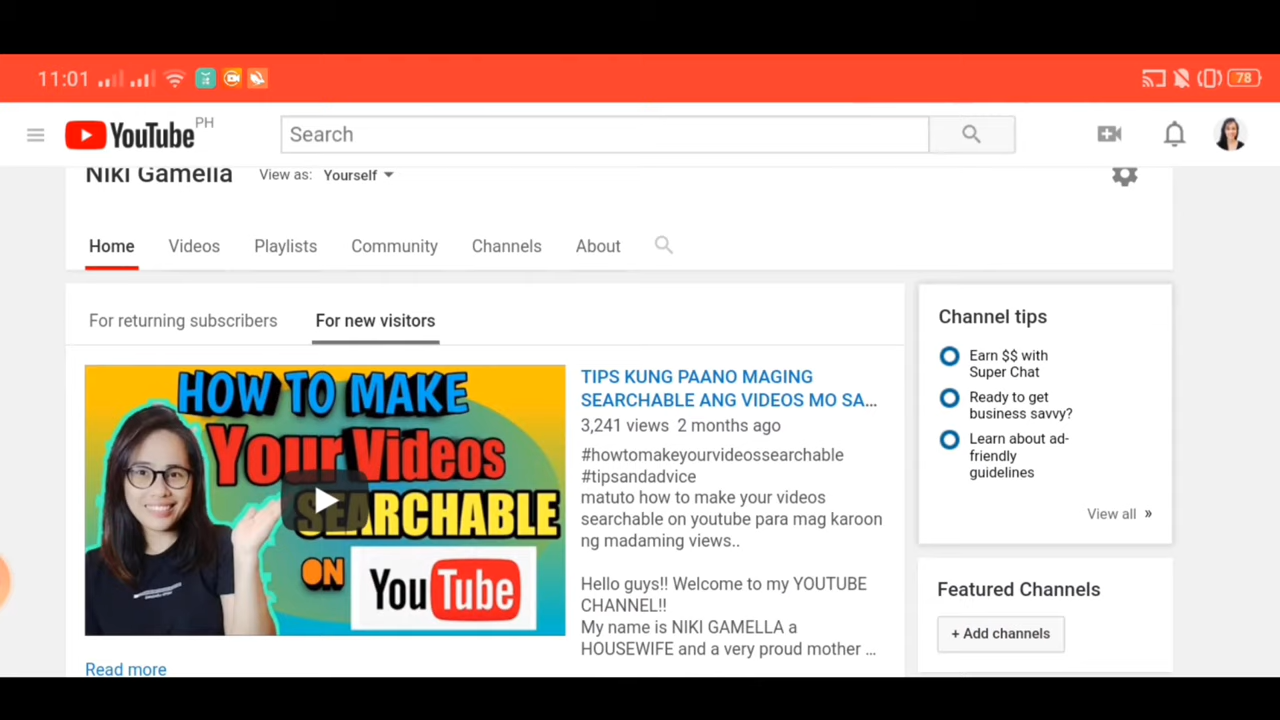 11:01
78
YouTube PH
Search
Niki Gamella
View as: Yourself
Home Videos Playlists Community Channels About
For returning subscribers For new visitors
HOW TO MAKE
Your Videos
SEARCHABLE
ON YouTube
TIPS KUNG PAANO MAGING
SEARCHABLE ANG VIDEOS MO SA...
3,241 views 2 months ago
#howtomakeyourvideossearchable
#tipsandadvice
matuto how to make your videos
searchable on youtube para mag karoon
ng madaming views..
Hello guys!! Welcome to my YOUTUBE
CHANNEL!!
My name is NIKI GAMELLA a
HOUSEWIFE and a very proud mother ...
Read more
Channel tips
Earn $$ with
Super Chat
Ready to get
business savvy?
Learn about ad-
friendly
guidelines
View all »
Featured Channels
+ Add channels